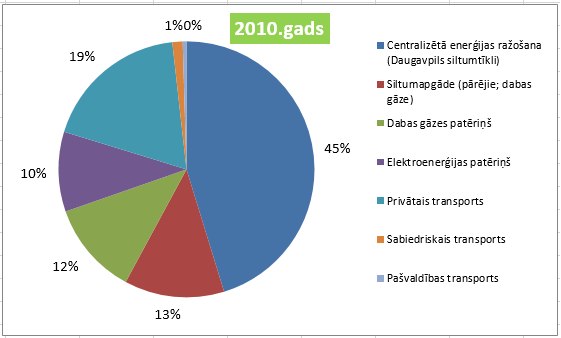 2010.gads
1%0%
19%
45%
10%
12%
13%
Centralizētā enerģijas ražošana
(Daugavpils siltumtīkli)
Siltumapgāde (pārējie; dabas
gāze)
Dabas gāzes patēriņš
Elektroenerģijas patēriņš
Privātais transports
Sabiedriskais transports
Pašvaldības transports